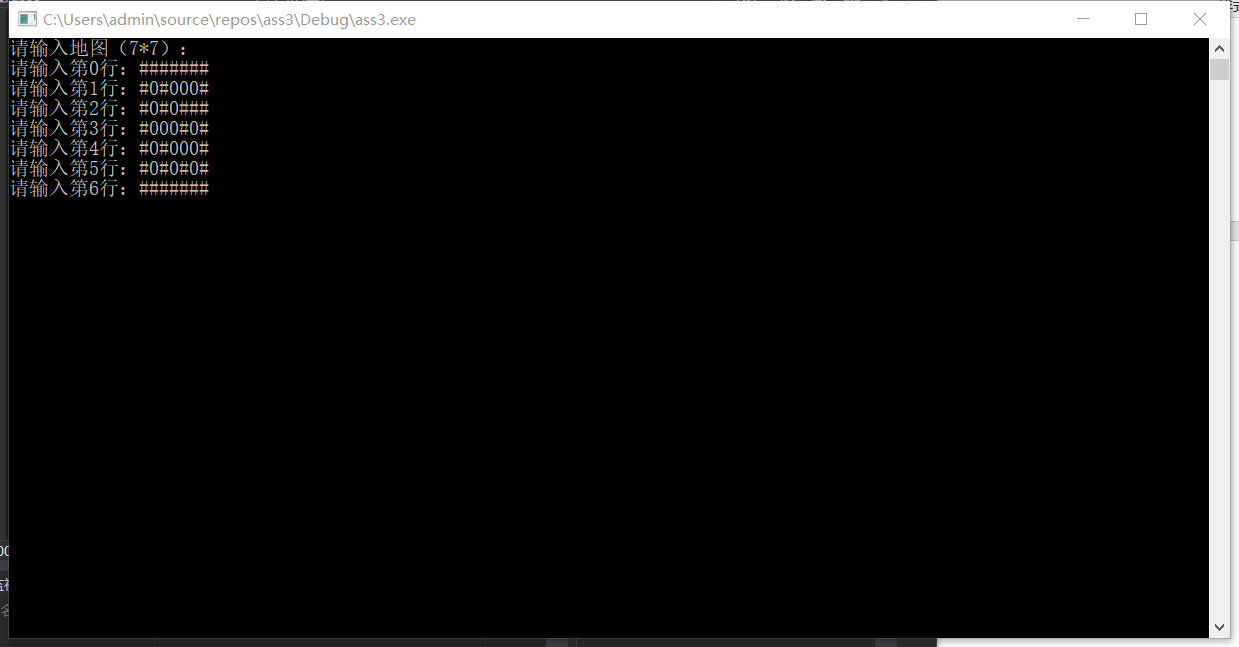 C:\Users\admin\source\repos\ass3\Debug\ass3.exe
请输入地图（7*7）：
请输入第0行：#######
请输入第1行：#0#000#
请输入第2行：#0#0###
请输入第3行：#000#0#
请输入第4行：#0#000#
请输入第5行：#0#0#0#
请输入第6行：#######